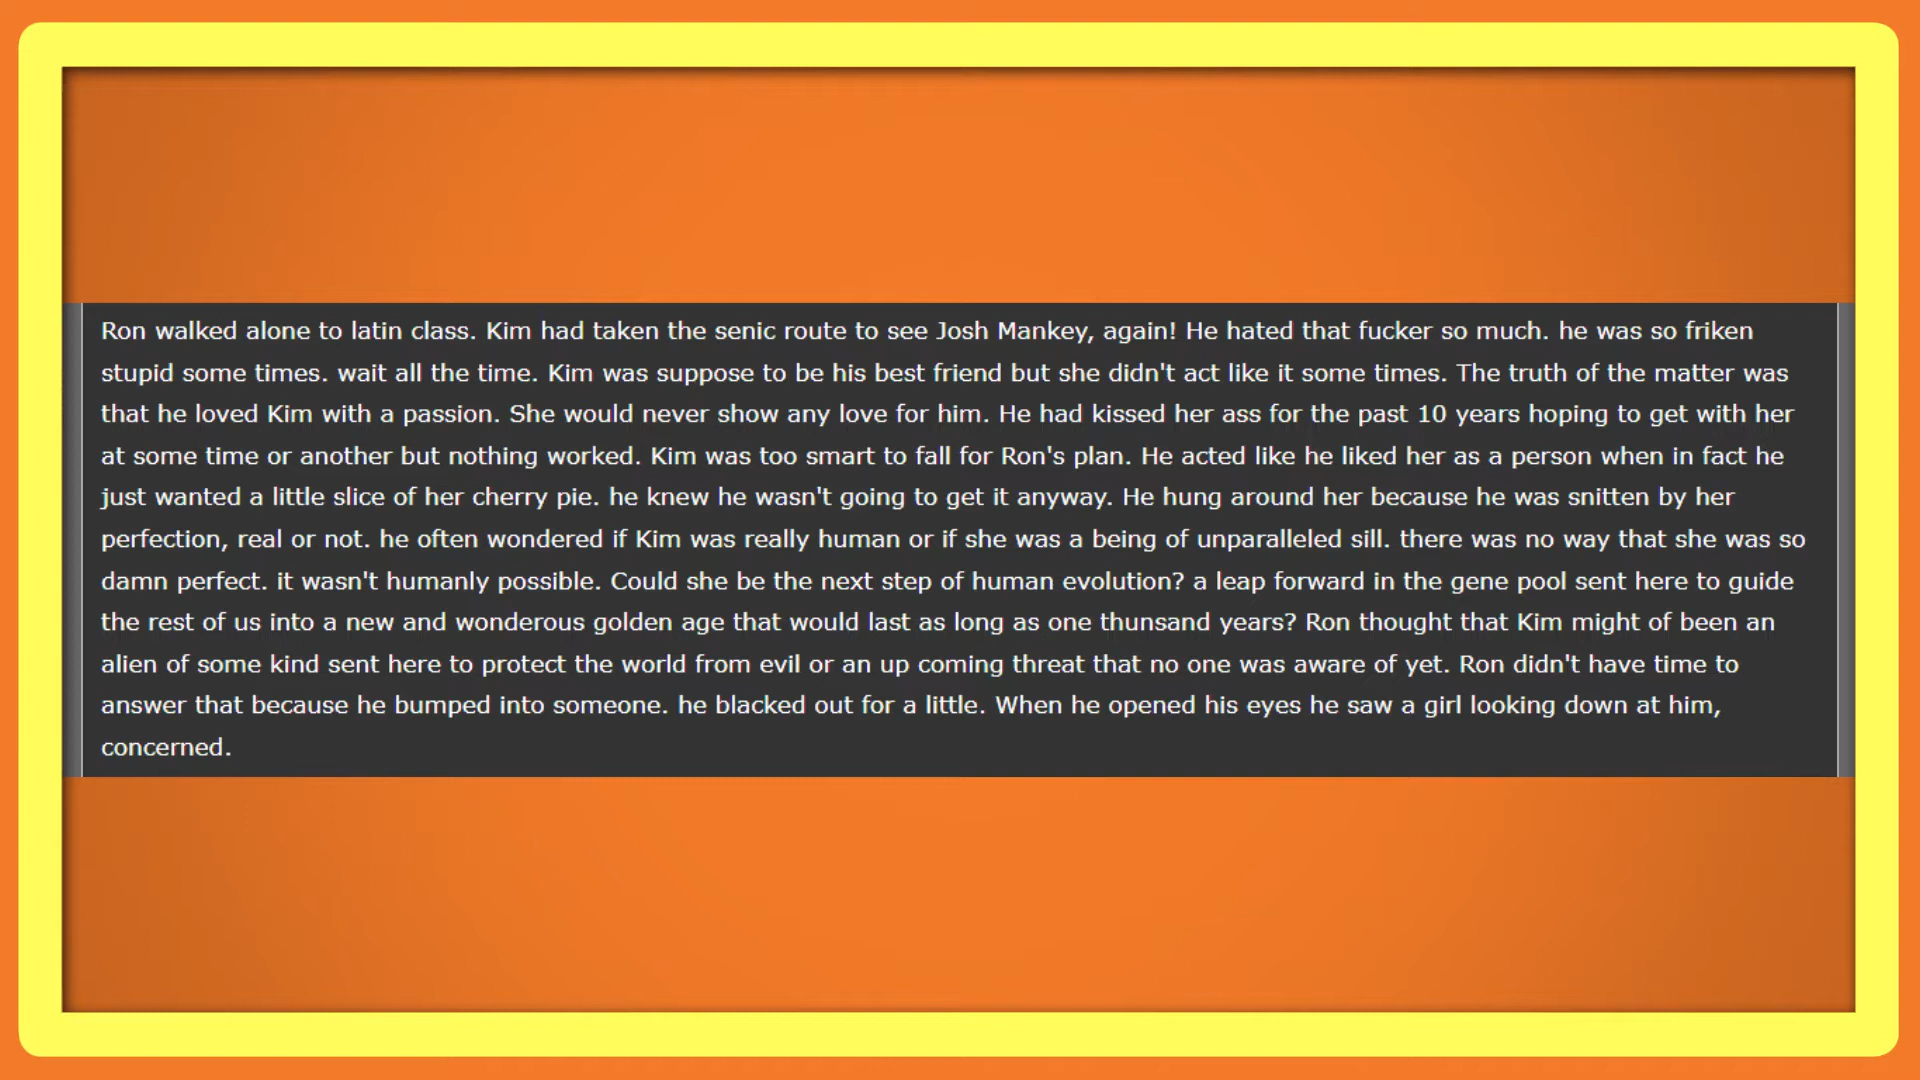 Ron walked alone to latin class. Kim had taken the senic route to see Josh Mankey, again! He hated that fucker so much. he was so friken
stupid some times. wait all the time. Kim was suppose to be his best friend but she didn't act like it some times. The truth of the matter was
that he loved Kim with a passion. She would never show any love for him. He had kissed her ass for the past 10 years hoping to get with her
at some time or another but nothing worked. Kim was too smart to fall for Ron's plan. He acted like he liked her as a person when in fact he
just wanted a little slice of her cherry pie. he knew he wasn't going to get it anyway. He hung around her because he was snitten by her
perfection, real or not. he often wondered if Kim was really human or if she was a being of unparalleled sill. there was no way that she was so
damn perfect. it wasn't humanly possible. Could she be the next step of human evolution? a leap forward in the gene pool sent here to guide
the rest of us into a new and wonderous golden age that would last as long as one thunsand years? Ron thought that Kim might of been an
alien of some kind sent here to protect the world from evil or an up coming threat that no one was aware of yet. Ron didn't have time to
answer that because he bumped into someone. he blacked out for a little. When he opened his eyes he saw a girl looking down at him,
concerned.